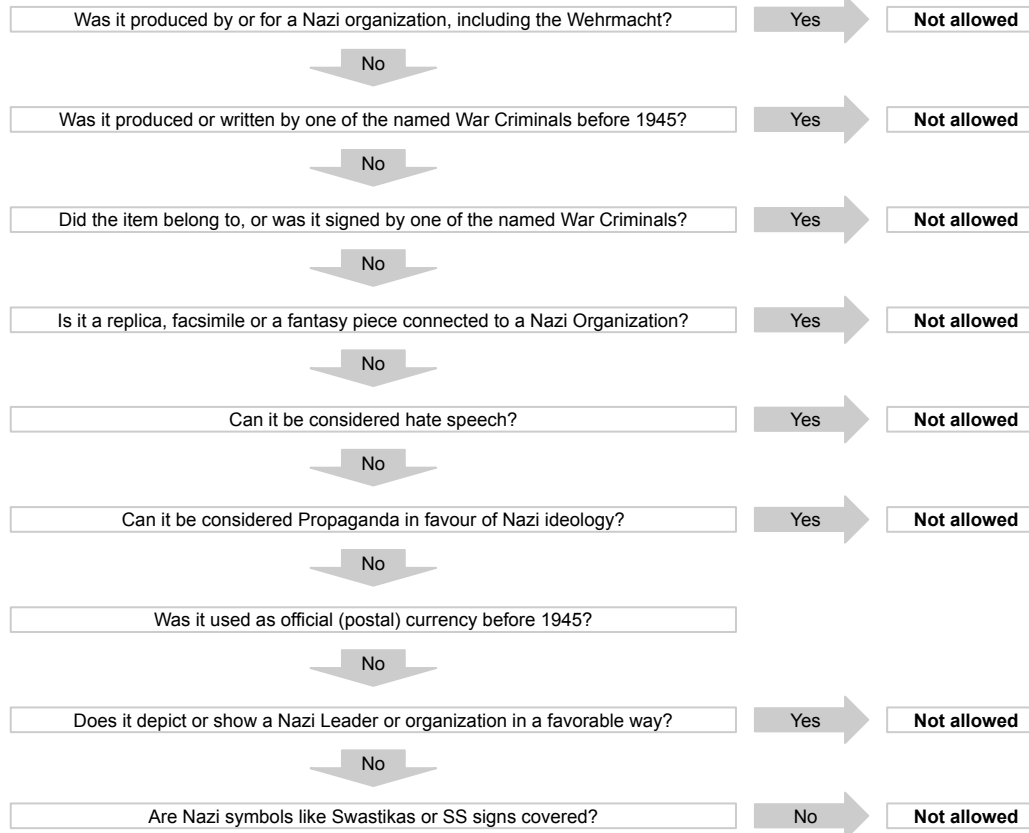 Was it produced by or for a Nazi organization, including the Wehrmacht? Yes Not allowed
No
Was it produced or written by one of the named War Criminals before 1945? Yes Not allowed
No
Did the item belong to, or was it signed by one of the named War Criminals? Yes Not allowed
No
Is it a replica, facsimile or a fantasy piece connected to a Nazi Organization? Yes Not allowed
No
Can it be considered hate speech? Yes Not allowed
No
Can it be considered Propaganda in favour of Nazi ideology? Yes Not allowed
No
Was it used as official (postal) currency before 1945?
No
Does it depict or show a Nazi Leader or organization in a favorable way? Yes Not allowed
No
Are Nazi symbols like Swastikas or SS signs covered? No Not allowed